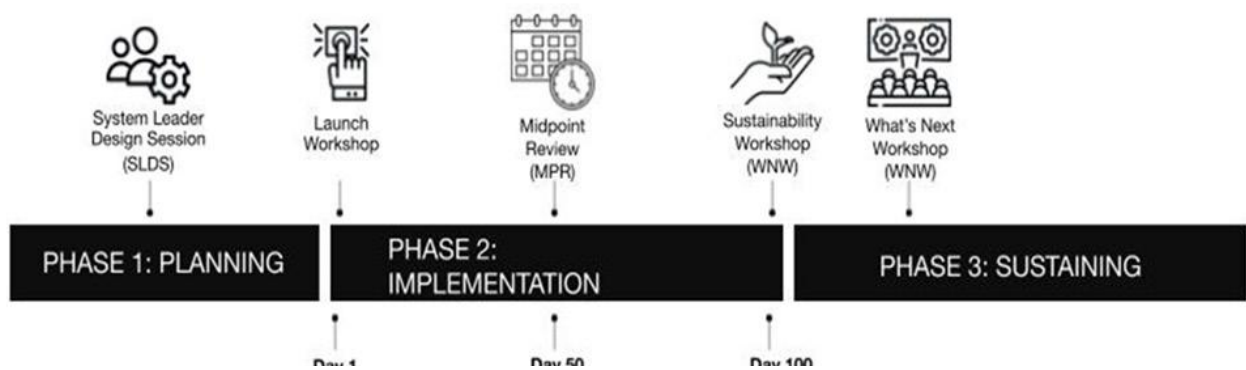 System Leader
Design Session
(SLDS)
Launch
Workshop
Midpoint
Review
(MPR)
Sustainability
Workshop
(WNW)
What's Next
Workshop
(WNW)
PHASE 1: PLANNING
PHASE 2:
IMPLEMENTATION
PHASE 3: SUSTAINING
Day 1
Day 50
Day 100